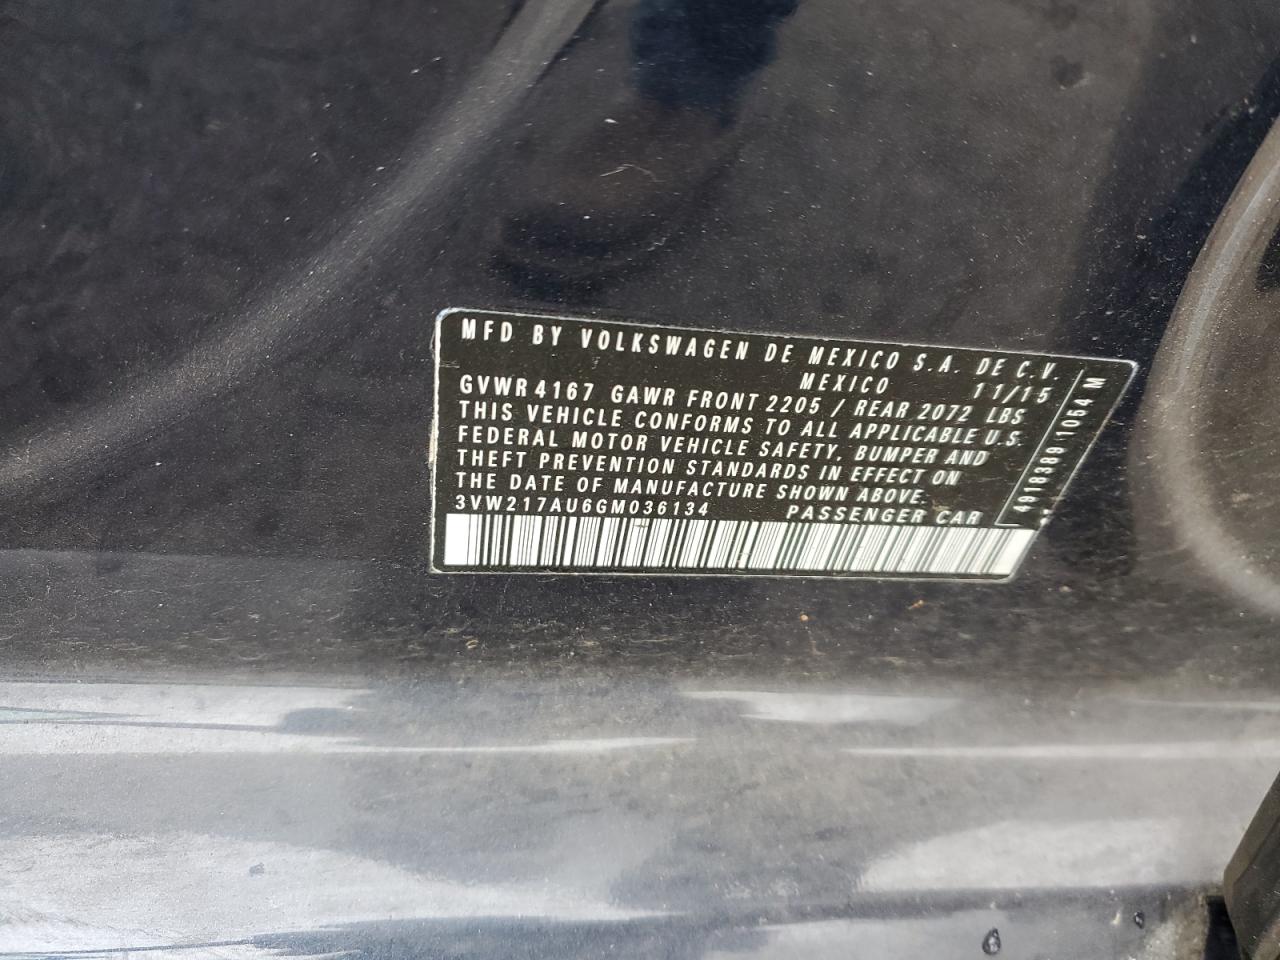 MFD BY VOLKSWAGEN DE MEXICO S.A. DE C.V.
MEXICO 11/15
GVWR 4167 GAWR FRONT 2205 / REAR 2072 LBS
THIS VEHICLE CONFORMS TO ALL APPLICABLE U.S.
FEDERAL MOTOR VEHICLE SAFETY, BUMPER AND
THEFT PREVENTION STANDARDS IN EFFECT ON
THE DATE OF MANUFACTURE SHOWN ABOVE.
3VW217AU6GM036134 PASSENGER CAR
4918389 1054 M